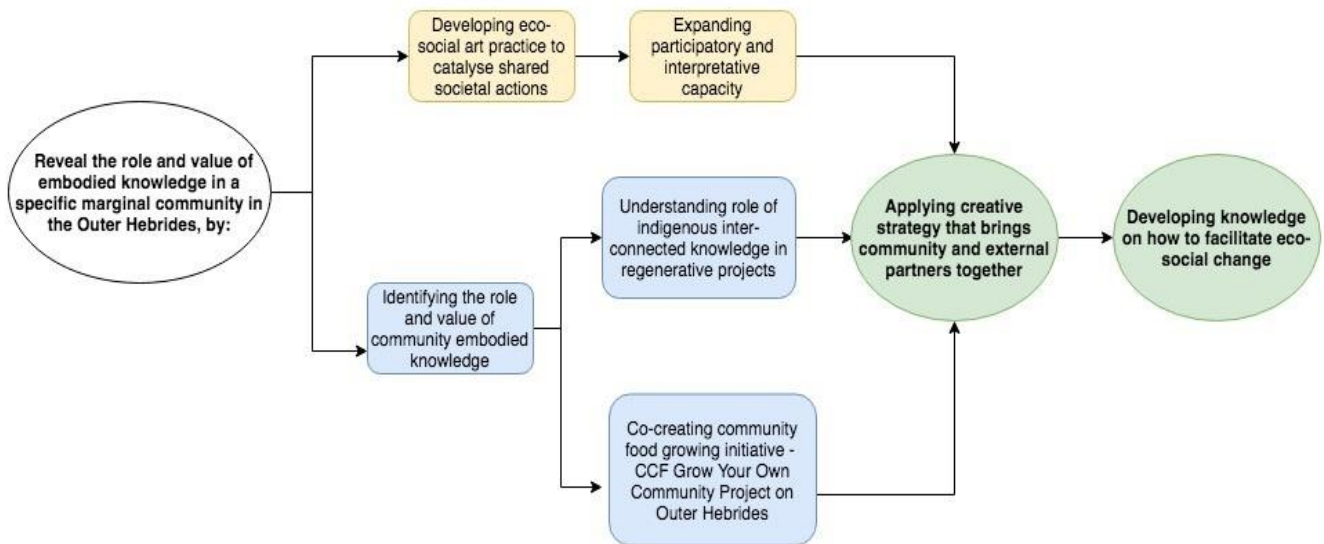 Reveal the role and value of
embodied knowledge in a
specific marginal community in
the Outer Hebrides, by:
Developing eco-
social art practice to
catalyse shared
societal actions
Expanding
participatory and
interpretative
capacity
Identifying the role
and value of
community embodied
knowledge
Understanding role of
indigenous inter-
connected knowledge in
regenerative projects
Co-creating community
food growing initiative -
CCF Grow Your Own
Community Project on
Outer Hebrides
Applying creative
strategy that brings
community and external
partners together
Developing knowledge
on how to facilitate eco-
social change